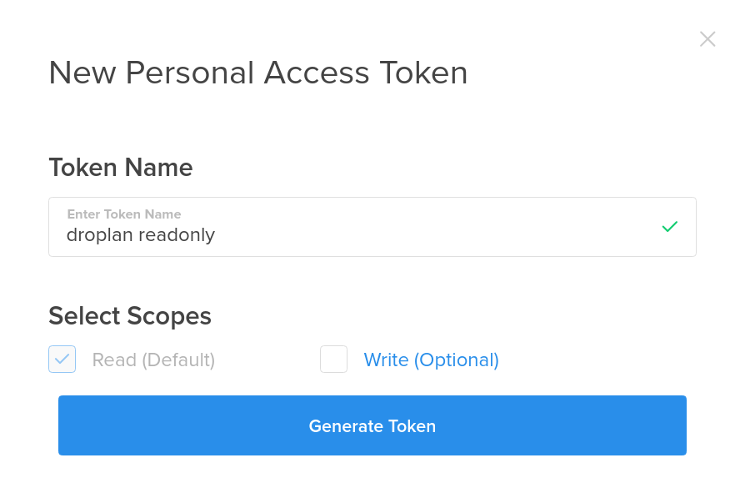 New Personal Access Token
Token Name
Enter Token Name
droplan readonly
Select Scopes
Read (Default)
Write (Optional)
Generate Token